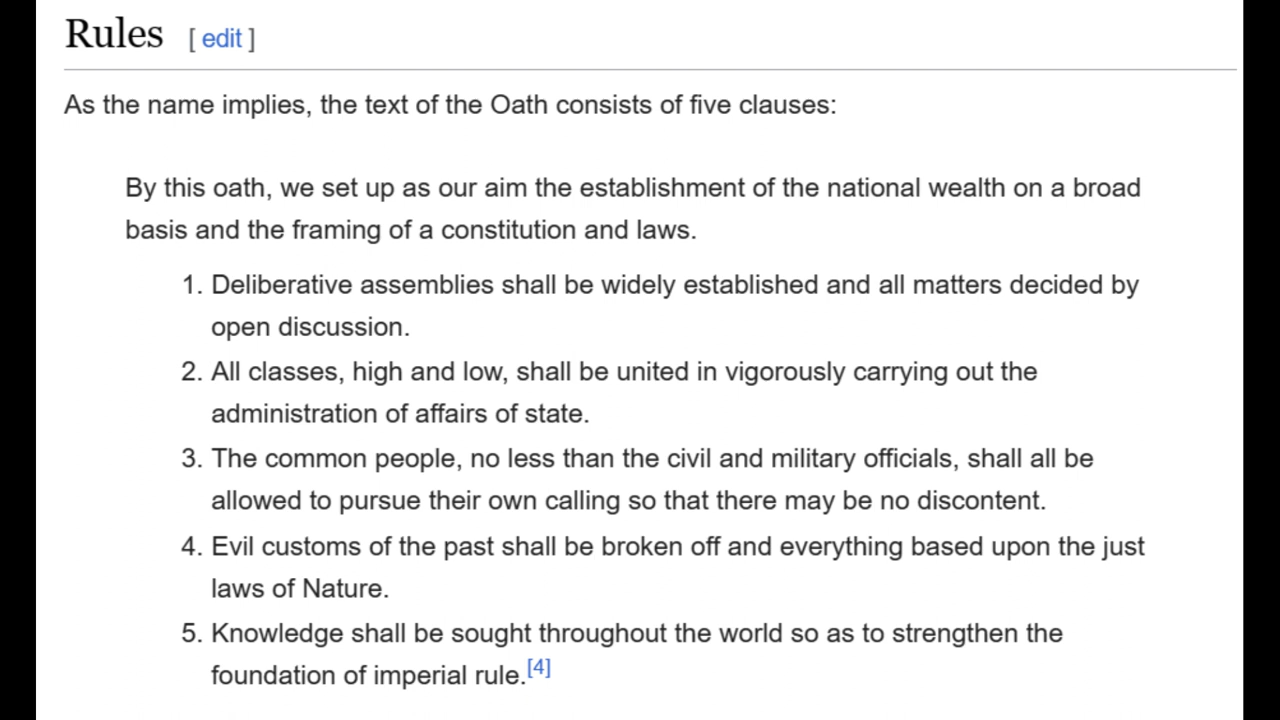 Rules [ edit ]
As the name implies, the text of the Oath consists of five clauses:
By this oath, we set up as our aim the establishment of the national wealth on a broad
basis and the framing of a constitution and laws.
1. Deliberative assemblies shall be widely established and all matters decided by
open discussion.
2. All classes, high and low, shall be united in vigorously carrying out the
administration of affairs of state.
3. The common people, no less than the civil and military officials, shall all be
allowed to pursue their own calling so that there may be no discontent.
4. Evil customs of the past shall be broken off and everything based upon the just
laws of Nature.
5. Knowledge shall be sought throughout the world so as to strengthen the
foundation of imperial rule.[4]